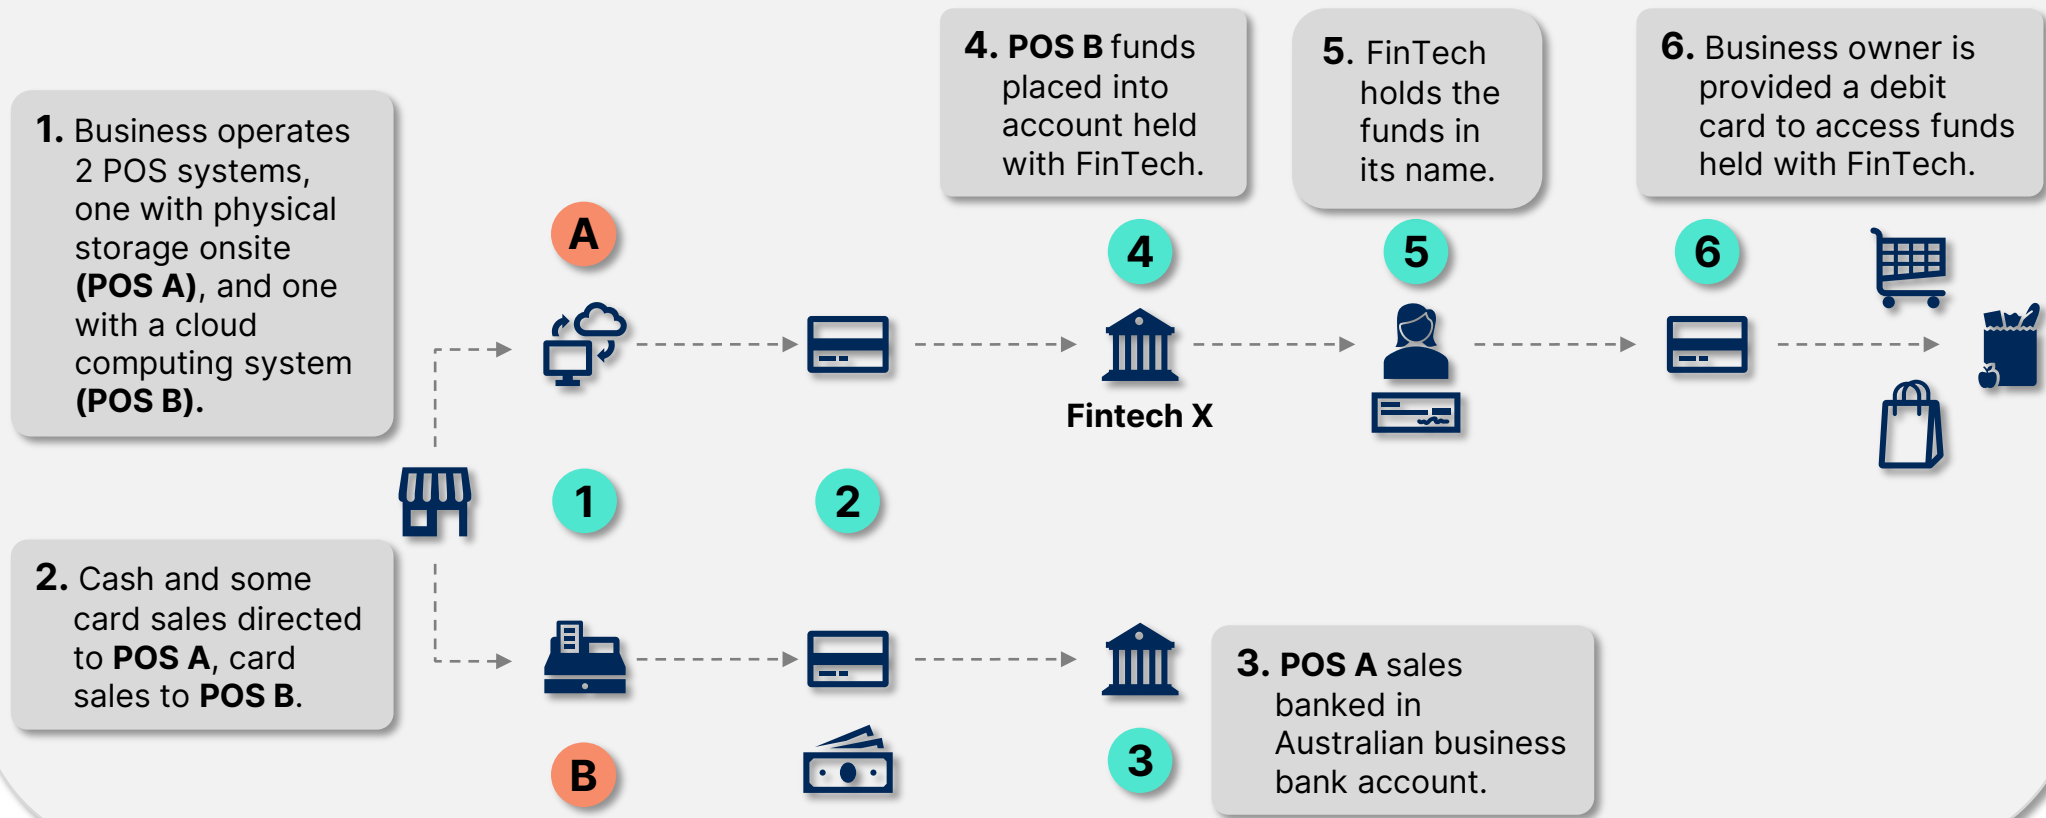 1. Business operates
2 POS systems,
one with physical
storage onsite
(POS A), and one
with a cloud
computing system
(POS B).
2. Cash and some
card sales directed
to POS A, card
sales to POS B.
A
1
B
2
4. POS B funds
placed into
account held
with FinTech.
4
Fintech X
3
3. POS A sales
banked in
Australian business
bank account.
5. FinTech
holds the
funds in
its name.
5
6. Business owner is
provided a debit
card to access funds
held with FinTech.
6